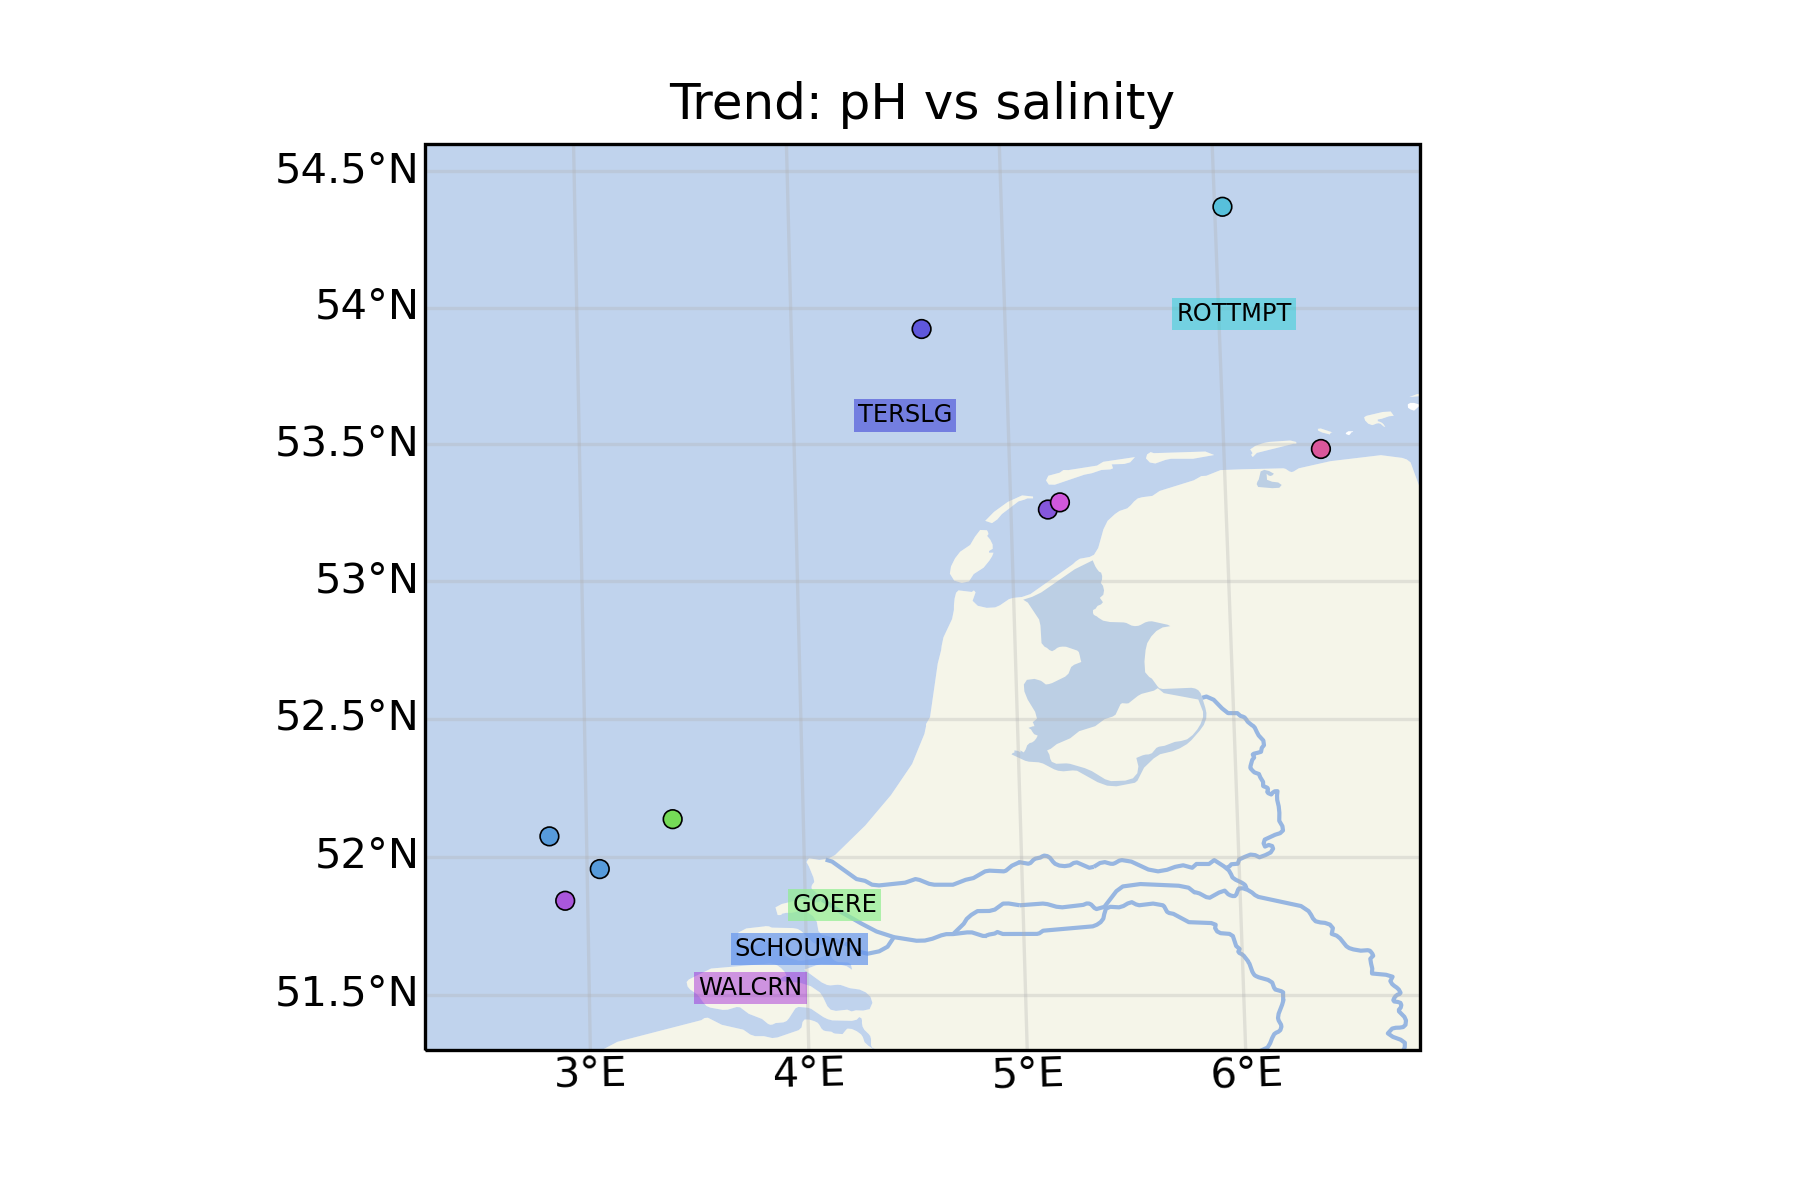 Trend: pH vs salinity
54.5°N
54°N
ROTTMPT
TERSLG
53.5°N
53°N
52.5°N
52°N
GOERE
SCHOUWN
WALCRN
51.5°N
3°E 4°E 5°E 6°E